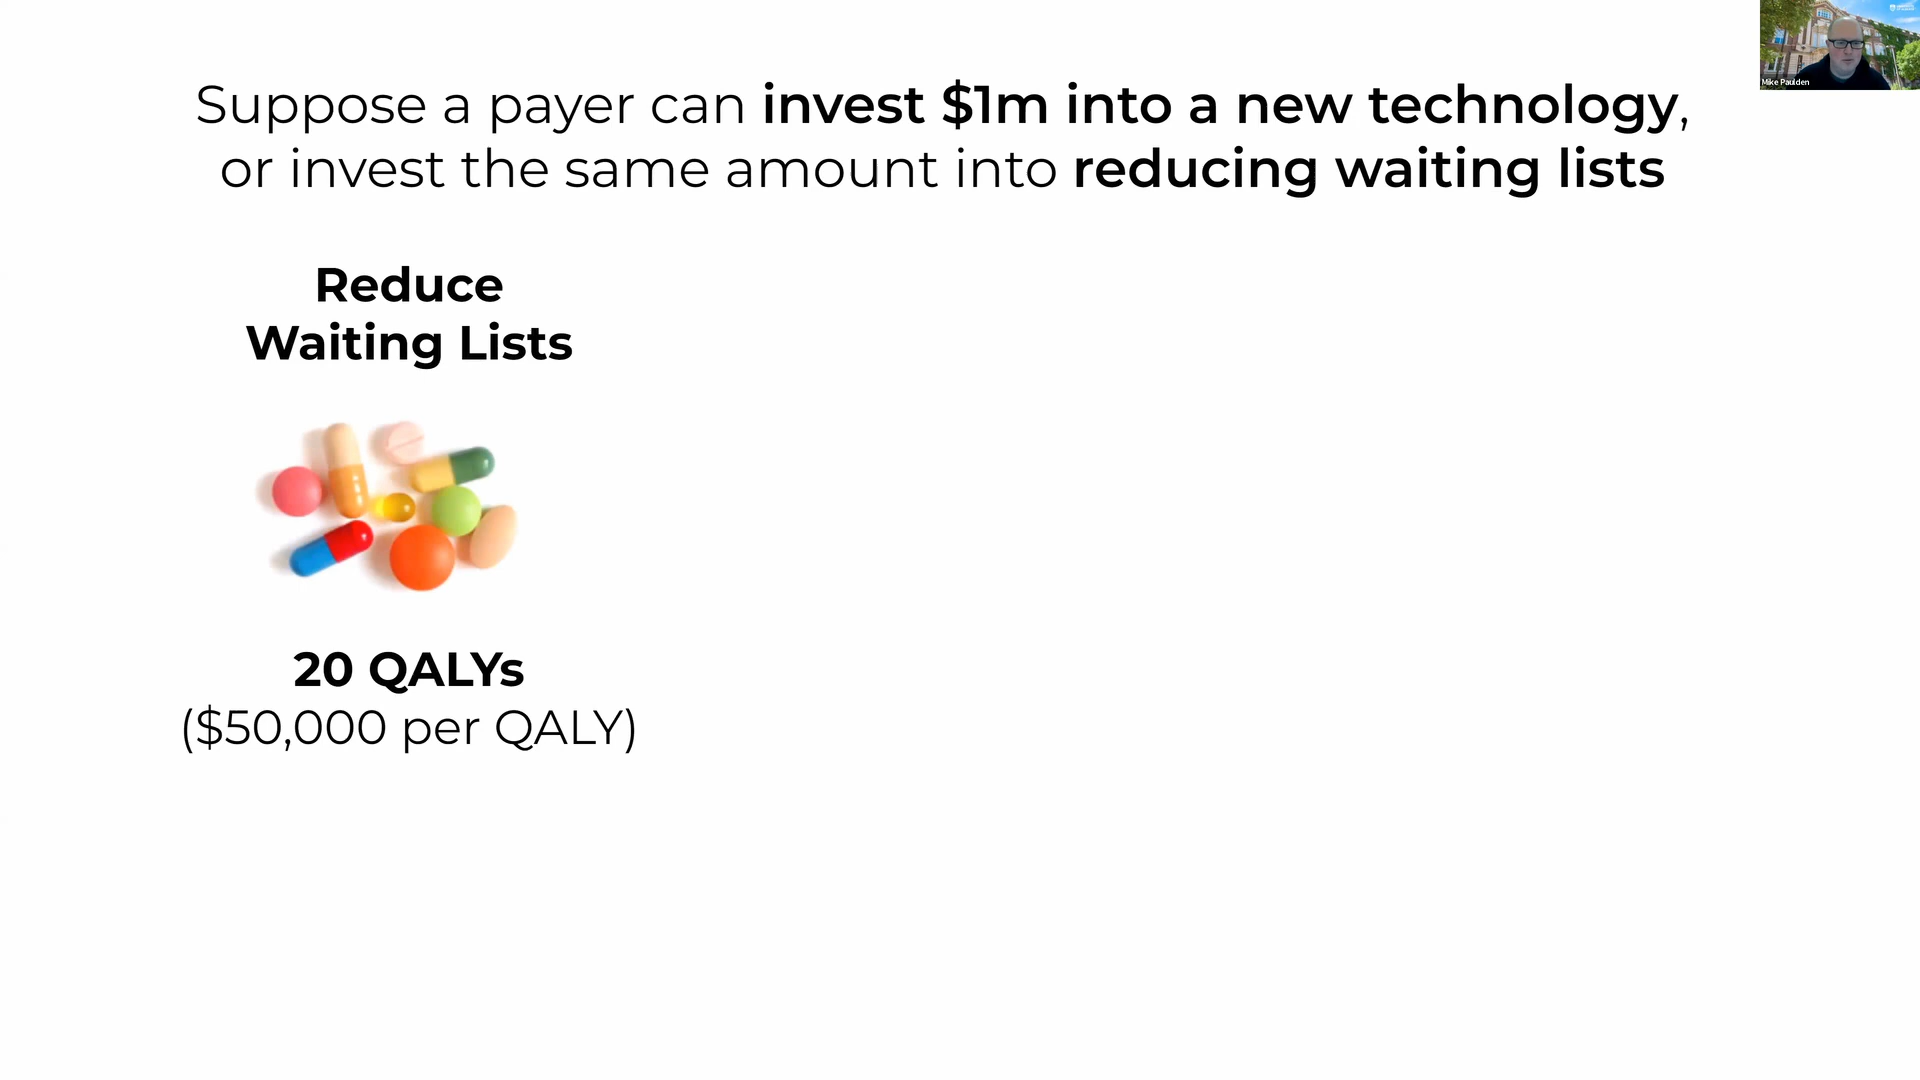 Suppose a payer can invest $1m into a new technology,
or invest the same amount into reducing waiting lists
Reduce
Waiting Lists
20 QALYs
($50,000 per QALY)
Mike Paulden